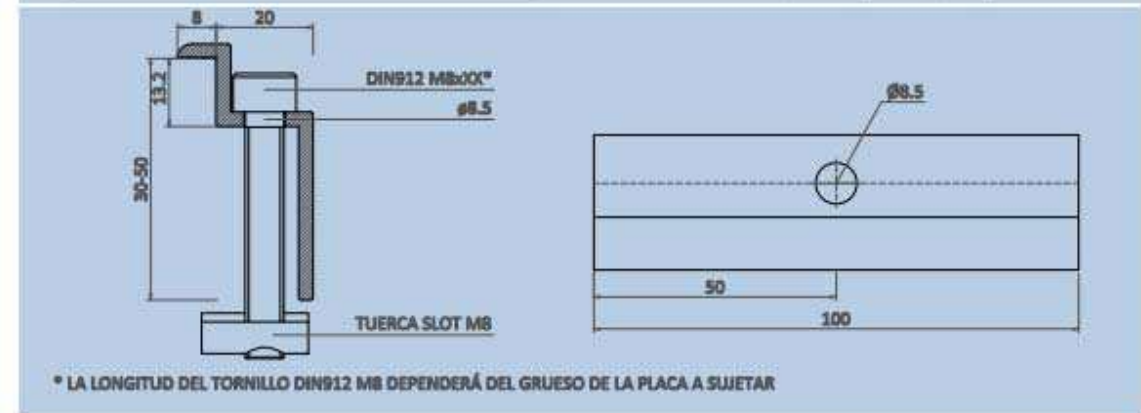 8
20
DIN912 M8xXX*
ø8.5
13.2
30-50
TUERCA SLOT M8
Ø8.5
50
100
* LA LONGITUD DEL TORNILLO DIN912 M8 DEPENDERÁ DEL GRUESO DE LA PLACA A SUJETAR